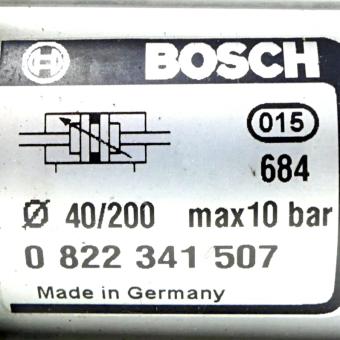 BOSCH
015
684
Ø 40/200 max10 bar
0 822 341 507
Made in Germany